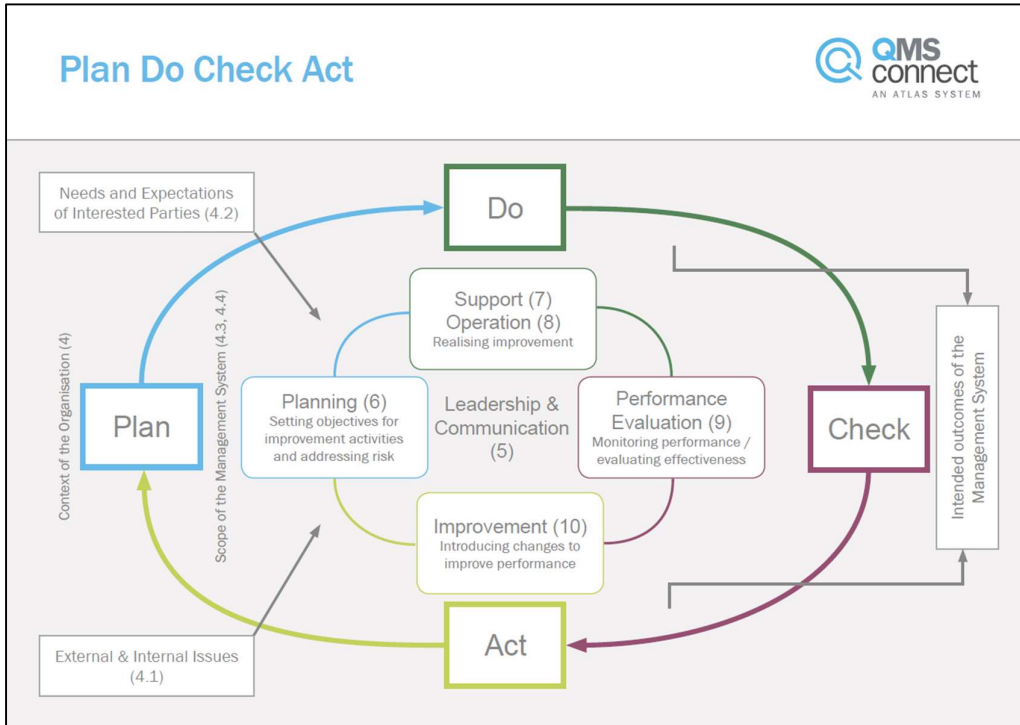 Plan Do Check Act
QMS
connect
AN ATLAS SYSTEM
Needs and Expectations
of Interested Parties (4.2)
Do
Support (7)
Operation (8)
Realising improvement
Context of the Organisation (4)
Plan
Scope of the Management System (4.3, 4.4)
Planning (6)
Setting objectives for
improvement activities
and addressing risk
Leadership &
Communication
(5)
Performance
Evaluation (9)
Monitoring performance /
evaluating effectiveness
Check
Intended outcomes of the
Management System
Improvement (10)
Introducing changes to
improve performance
Act
External & Internal Issues
(4.1)